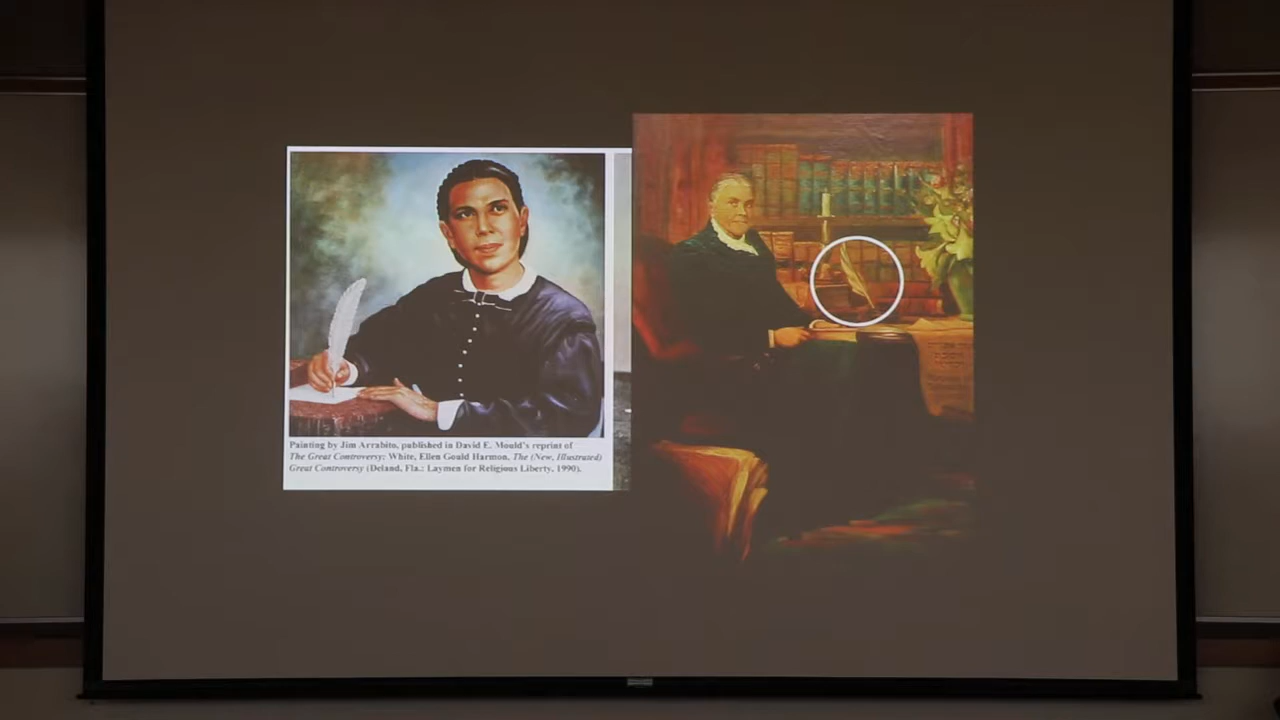 Painting by Jim Arrabito, published in David E. Mould's reprint of
The Great Controversy: White, Ellen Gould Harmon, The (New, Illustrated)
Great Controversy (Deland, Fla.: Laymen for Religious Liberty, 1990).